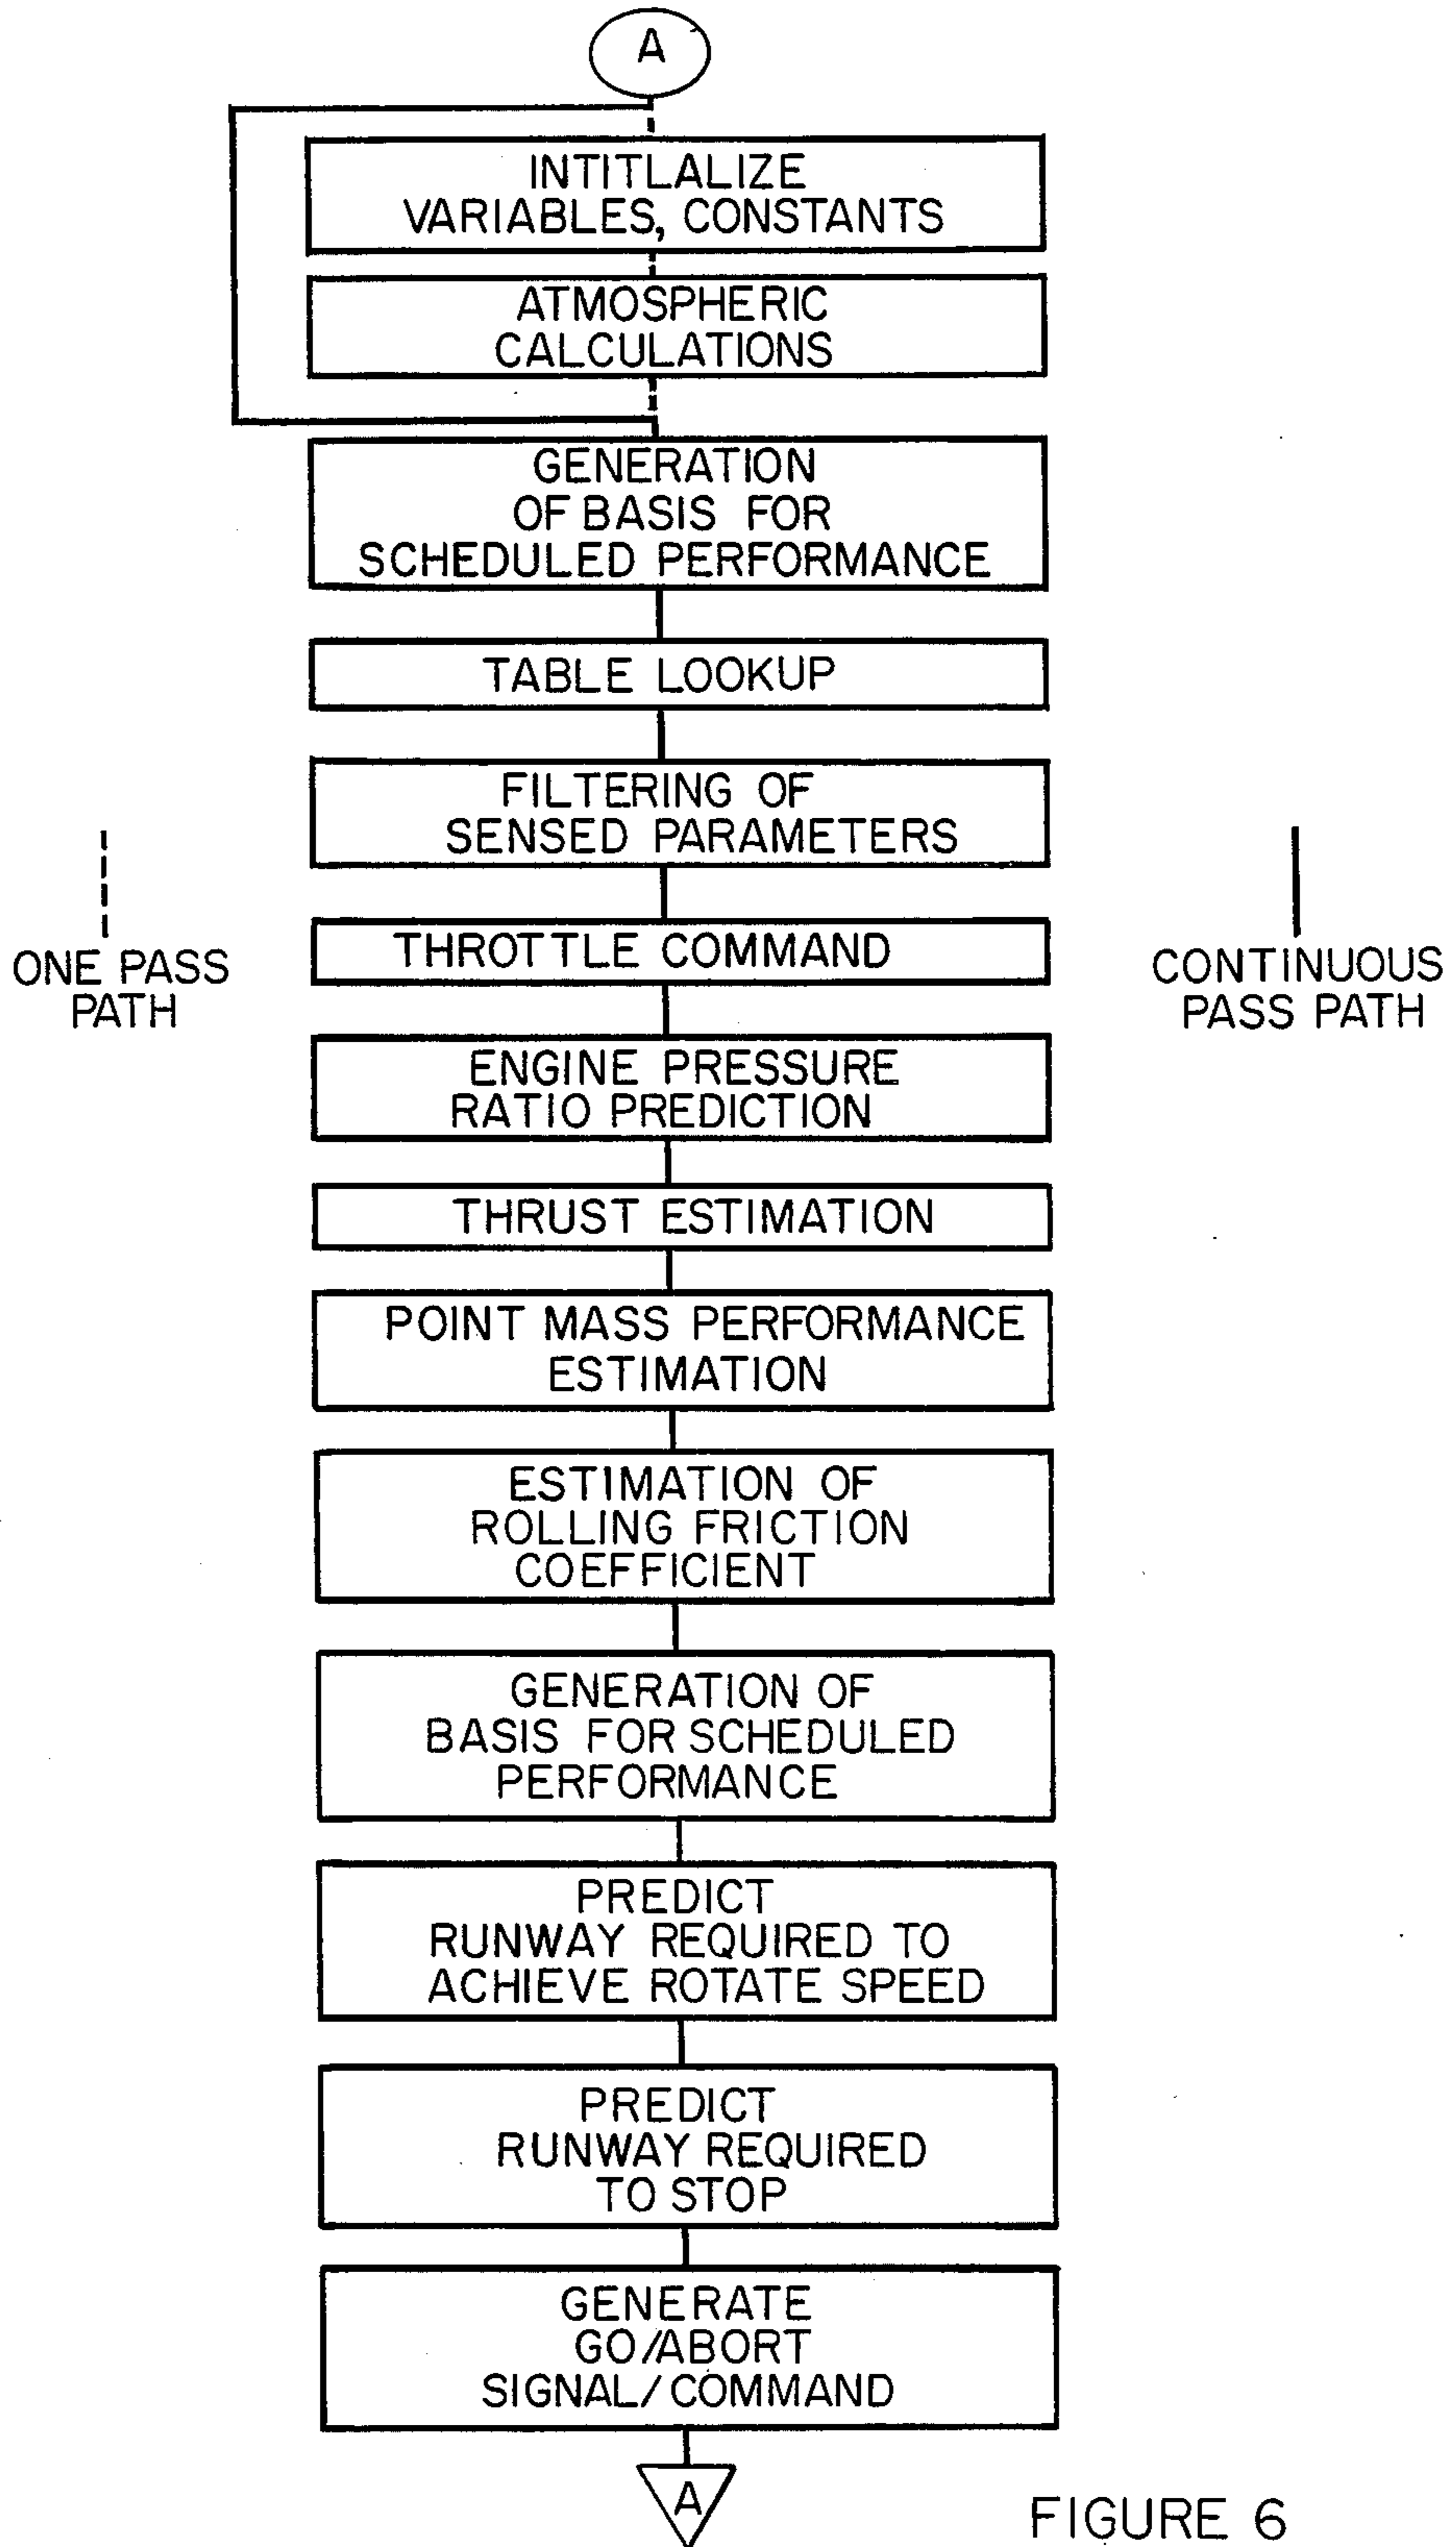 A
INTITLALIZE
VARIABLES, CONSTANTS
ATMOSPHERIC
CALCULATIONS
GENERATION
OF BASIS FOR
SCHEDULED PERFORMANCE
TABLE LOOKUP
FILTERING OF
SENSED PARAMETERS
ONE PASS
PATH
CONTINUOUS
PASS PATH
THROTTLE COMMAND
ENGINE PRESSURE
RATIO PREDICTION
THRUST ESTIMATION
POINT MASS PERFORMANCE
ESTIMATION
ESTIMATION OF
ROLLING FRICTION
COEFFICIENT
GENERATION OF
BASIS FOR SCHEDULED
PERFORMANCE
PREDICT
RUNWAY REQUIRED TO
ACHIEVE ROTATE SPEED
PREDICT
RUNWAY REQUIRED
TO STOP
GENERATE
GO/ABORT
SIGNAL/COMMAND
A
FIGURE 6